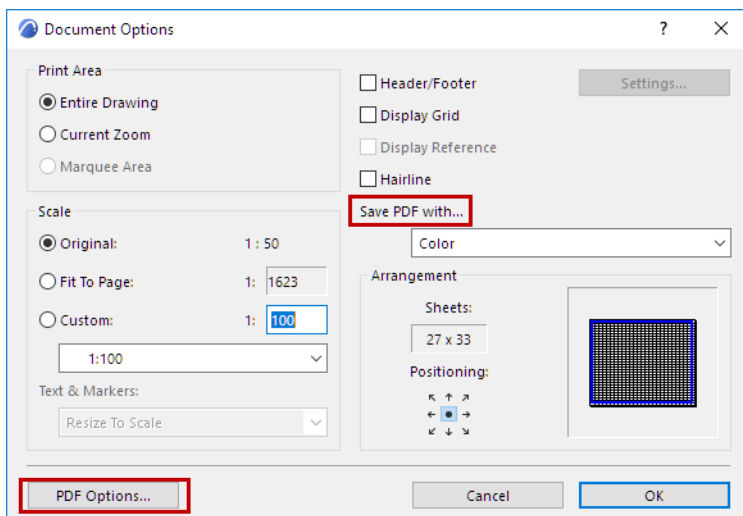 Document Options
?
Print Area
Entire Drawing
Current Zoom
Marquee Area
Header/Footer
Settings...
Display Grid
Display Reference
Hairline
Save PDF with...
Color
Scale
Original: 1 : 50
Fit To Page: 1: 1623
Custom: 1: 100
1:100
Text & Markers:
Resize To Scale
Arrangement
Sheets:
27 x 33
Positioning:
PDF Options...
Cancel
OK